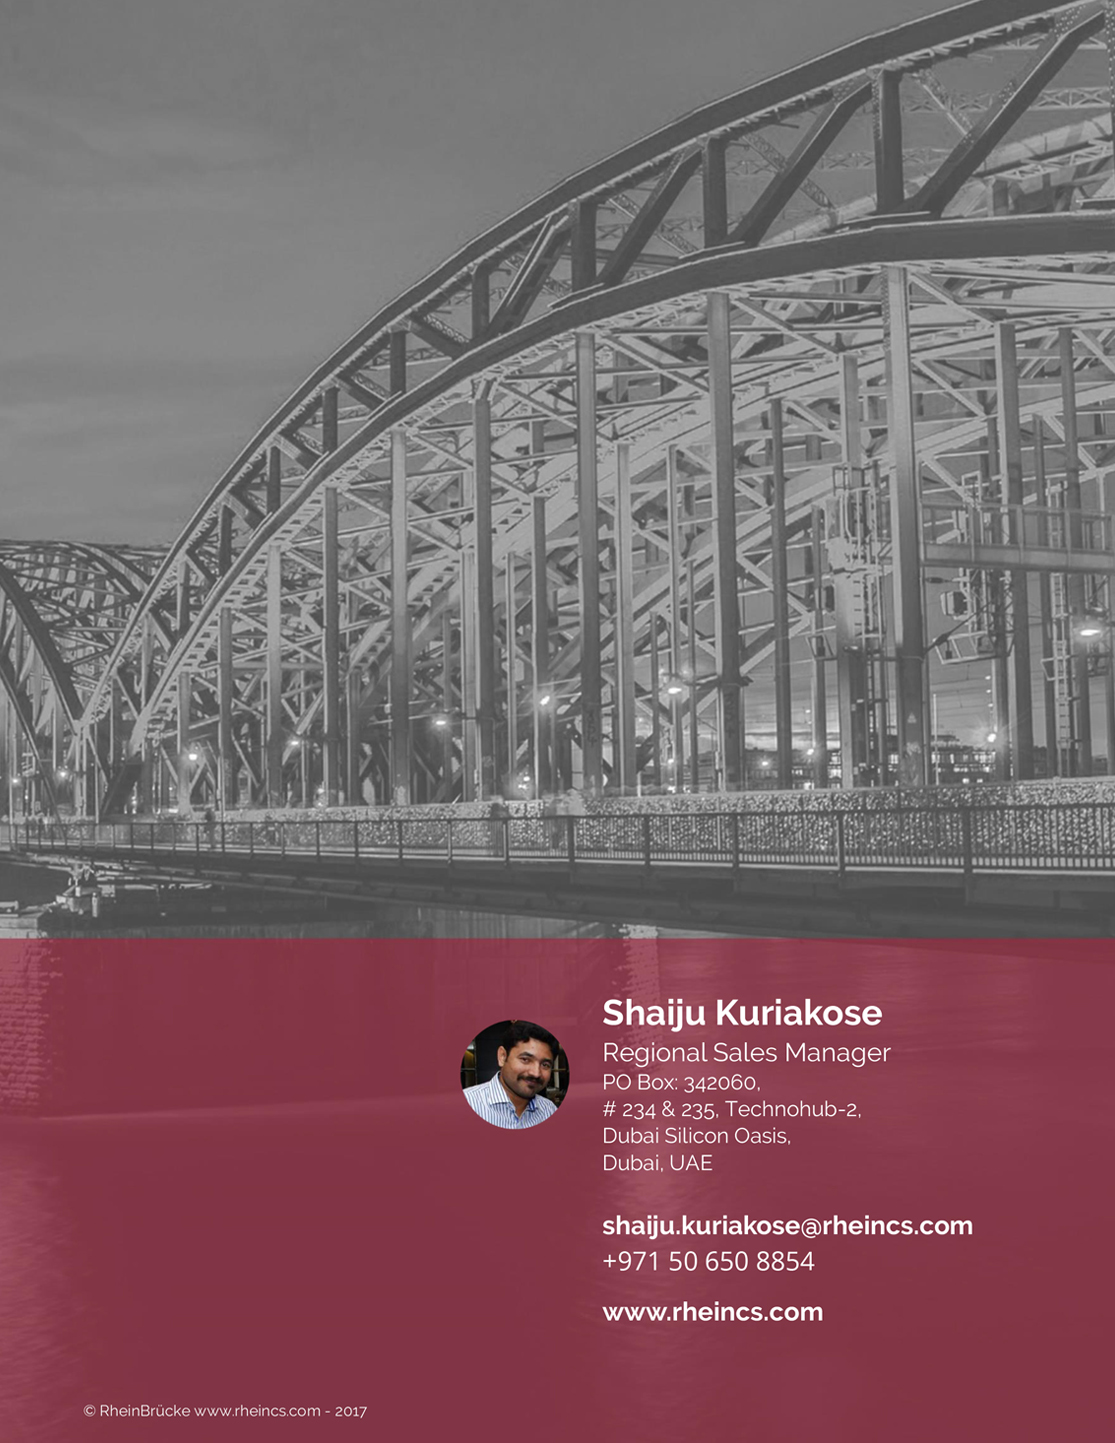 Shaiju Kuriakose
Regional Sales Manager
PO Box: 342060,
# 234 & 235, Technohub-2,
Dubai Silicon Oasis,
Dubai, UAE
shaiju.kuriakose@rheincs.com
+971 50 650 8854
www.rheincs.com
© RheinBrücke www.rheincs.com - 2017